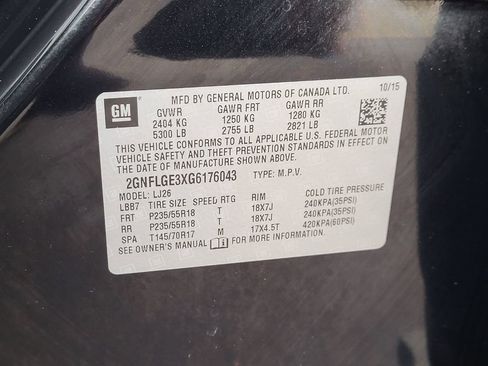 GM
MFD BY GENERAL MOTORS OF CANADA LTD. 10/15
GVWR GAWR FRT GAWR RR
2404 KG 1250 KG 1280 KG
5300 LB 2755 LB 2821 LB
THIS VEHICLE CONFORMS TO ALL APPLICABLE U.S. FEDERAL MOTOR
VEHICLE SAFETY, BUMPER, AND THEFT PREVENTION STANDARDS IN EFFECT
ON THE DATE OF MANUFACTURE SHOWN ABOVE.
2GNFLGE3XG6176043 TYPE: M.P.V.
MODEL: LJ26
LBB7 TIRE SIZE SPEED RTG RIM COLD TIRE PRESSURE
FRT P235/55R18 T 18X7J 240KPA(35PSI)
RR P235/55R18 T 18X7J 240KPA(35PSI)
SPA T145/70R17 M 17X4.5T 420KPA(60PSI)
SEE OWNER'S MANUAL FOR MORE INFORMATION